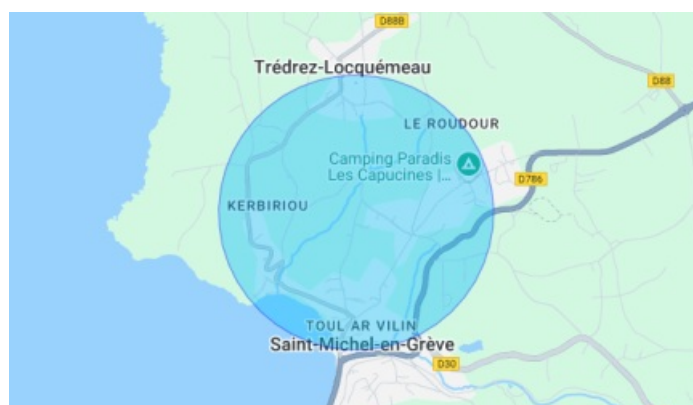 D88B
Trédrez-Locquémeau
D88
LE ROUDOUR
Camping Paradis
Les Capucines |...
D786
KERBIRIOU
TOUL AR VILIN
Saint-Michel-en-Grève
D30